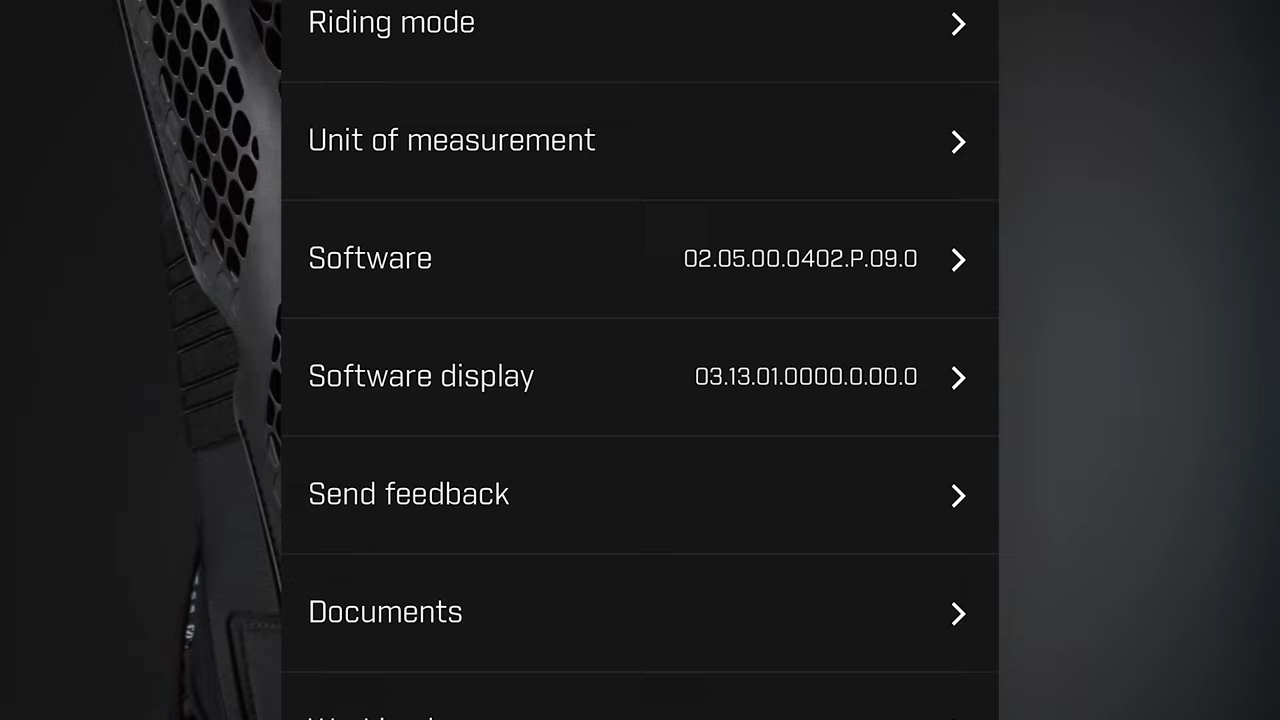 Riding mode
Unit of measurement
Software 02.05.00.0402.P.09.0
Software display 03.13.01.0000.0.00.0
Send feedback
Documents